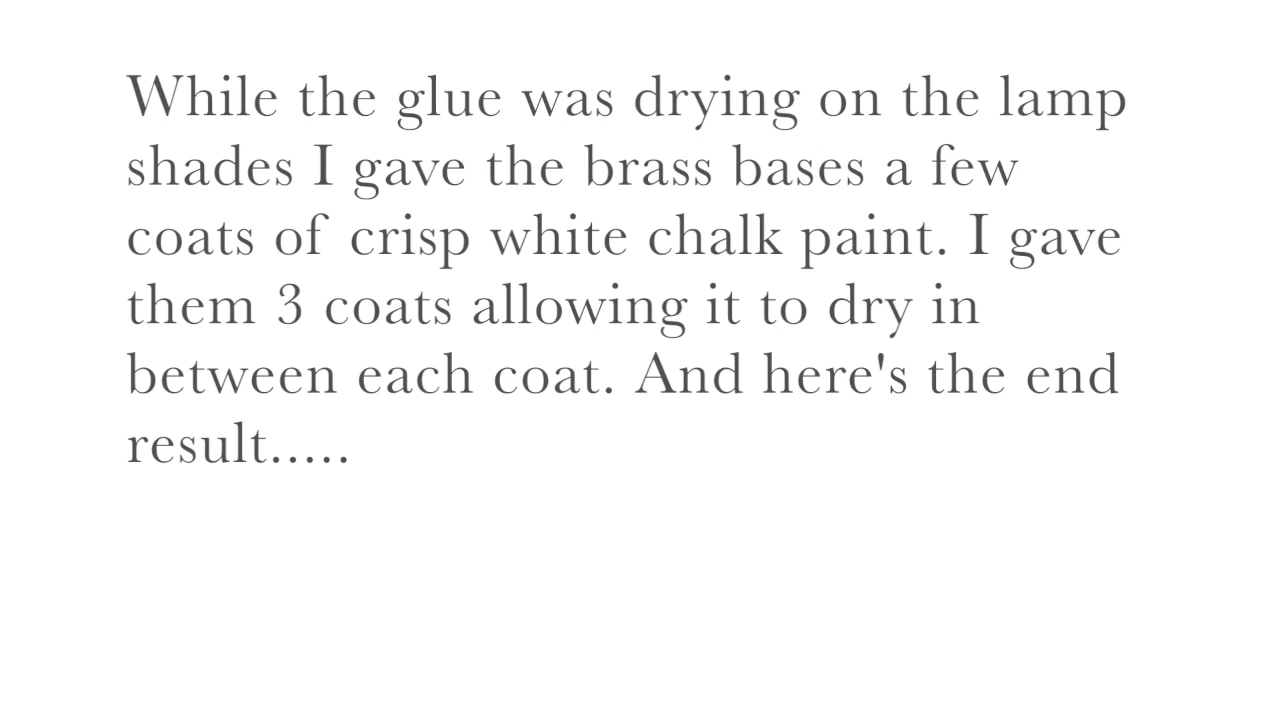 While the glue was drying on the lamp
shades I gave the brass bases a few
coats of crisp white chalk paint. I gave
them 3 coats allowing it to dry in
between each coat. And here's the end
result.....